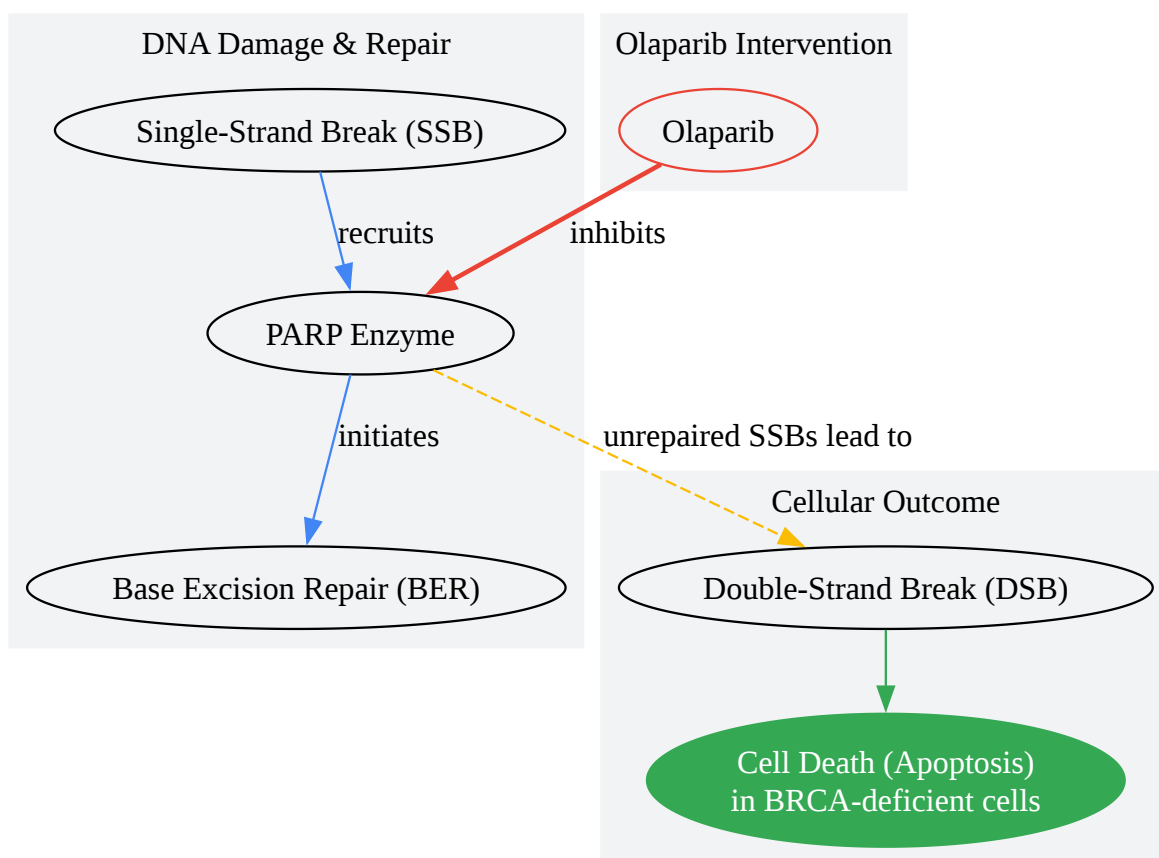 DNA Damage & Repair
Olaparib Intervention
Single-Strand Break (SSB)
Olaparib
recruits
inhibits
PARP Enzyme
initiates
unrepaired SSBs lead to
Cellular Outcome
Base Excision Repair (BER)
Double-Strand Break (DSB)
Cell Death (Apoptosis)
in BRCA-deficient cells